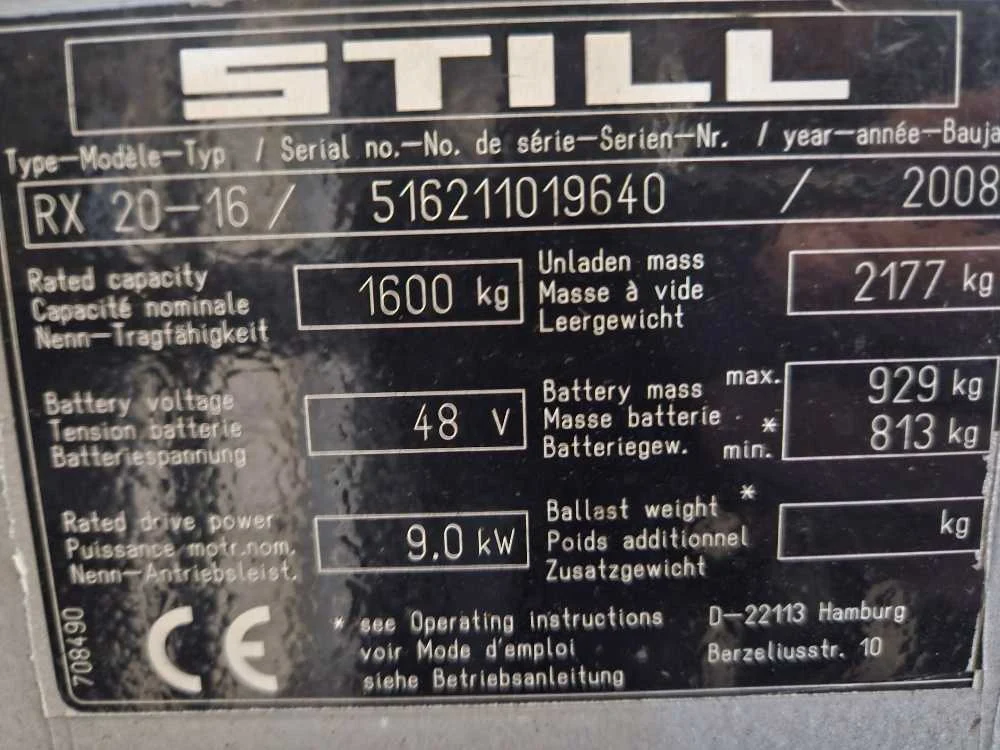 STILL
Type-Modèle-Typ / Serial no.-No. de série-Serien-Nr. / year-année-Bauja
RX 20-16 / 516211019640 / 2008
Rated capacity
Capacité nominale
Nenn-Tragfähigkeit
1600 kg
Unladen mass
Masse à vide
Leergewicht
2177 kg
Battery voltage
Tension batterie
Batteriespannung
48 V
Battery mass
Masse batterie
Batteriegew.
max. 929 kg
* min. 813 kg
Rated drive power
Puissance motr.nom.
Nenn-Antriebsleist.
9.0 kW
Ballast weight *
Poids additionnel
Zusatzgewicht
kg
708490
CE
* see Operating instructions
voir Mode d'emploi
siehe Betriebsanleitung
D-22113 Hamburg
Berzeliusstr. 10